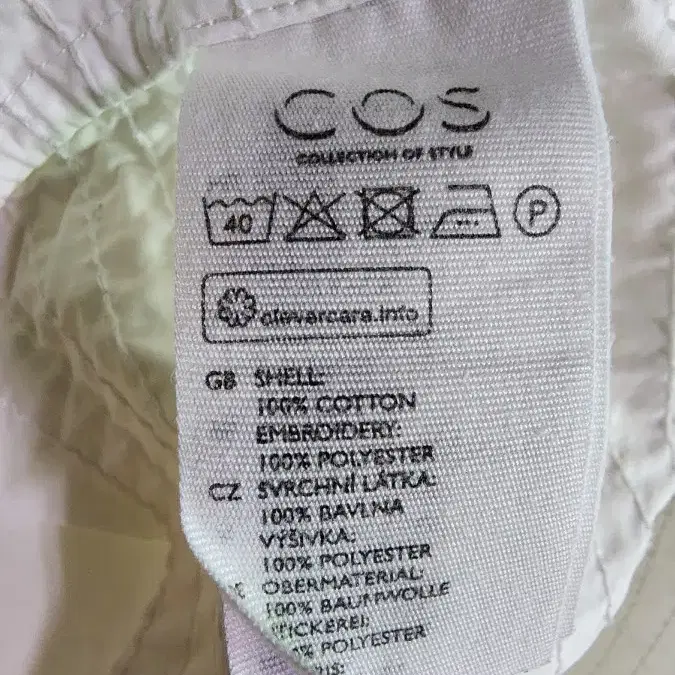 COS
COLLECTION OF STYLE
40 P
clevercare.info
GB SHELL:
100% COTTON
EMBROIDERY:
100% POLYESTER
CZ SVRCHNÍ LÁTKA:
100% BAVLNA
VÝŠIVKA:
100% POLYESTER
OBERMATERIAL:
100% BAUMWOLLE
STICKEREI:
% POLYESTER